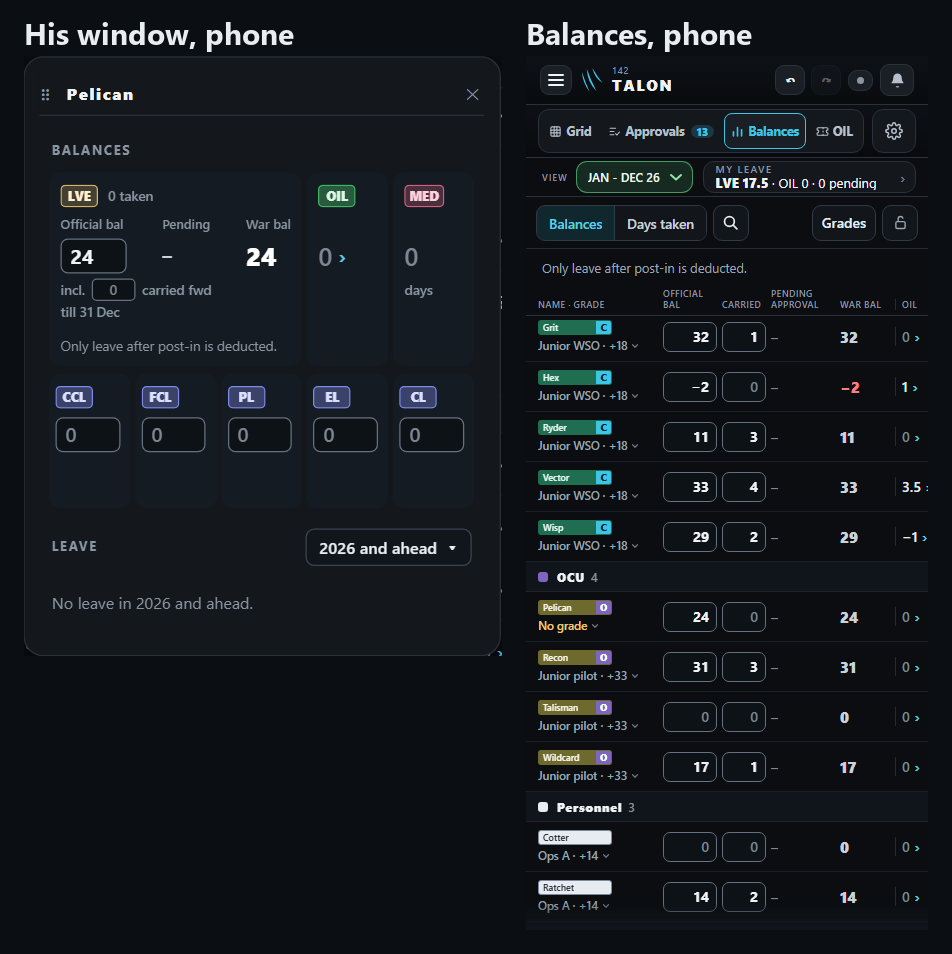 His window, phone
Pelican
BALANCES
LVE 0 taken
Official bal Pending War bal
24 – 24
incl. 0 carried fwd
till 31 Dec
Only leave after post-in is deducted.
OIL
0 ›
MED
0
days
CCL FCL PL EL CL
0 0 0 0 0
LEAVE 2026 and ahead
No leave in 2026 and ahead.
Balances, phone
142
TALON
Grid Approvals 13 Balances OIL
VIEW JAN - DEC 26
MY LEAVE
LVE 17.5 · OIL 0 · 0 pending ›
Balances Days taken Grades
Only leave after post-in is deducted.
NAME · GRADE OFFICIAL BAL CARRIED PENDING APPROVAL WAR BAL OIL
Grit C
Junior WSO · +18 32 1 – 32 0 ›
Hex C
Junior WSO · +18 −2 0 – −2 1 ›
Ryder C
Junior WSO · +18 11 3 – 11 0 ›
Vector C
Junior WSO · +18 33 4 – 33 3.5 ›
Wisp C
Junior WSO · +18 29 2 – 29 −1 ›
OCU 4
Pelican O
No grade 24 0 – 24 0 ›
Recon O
Junior pilot · +33 31 3 – 31 0 ›
Talisman O
Junior pilot · +33 0 0 – 0 0 ›
Wildcard O
Junior pilot · +33 17 1 – 17 0 ›
Personnel 3
Cotter
Ops A · +14 0 0 – 0 0 ›
Ratchet
Ops A · +14 14 2 – 14 0 ›